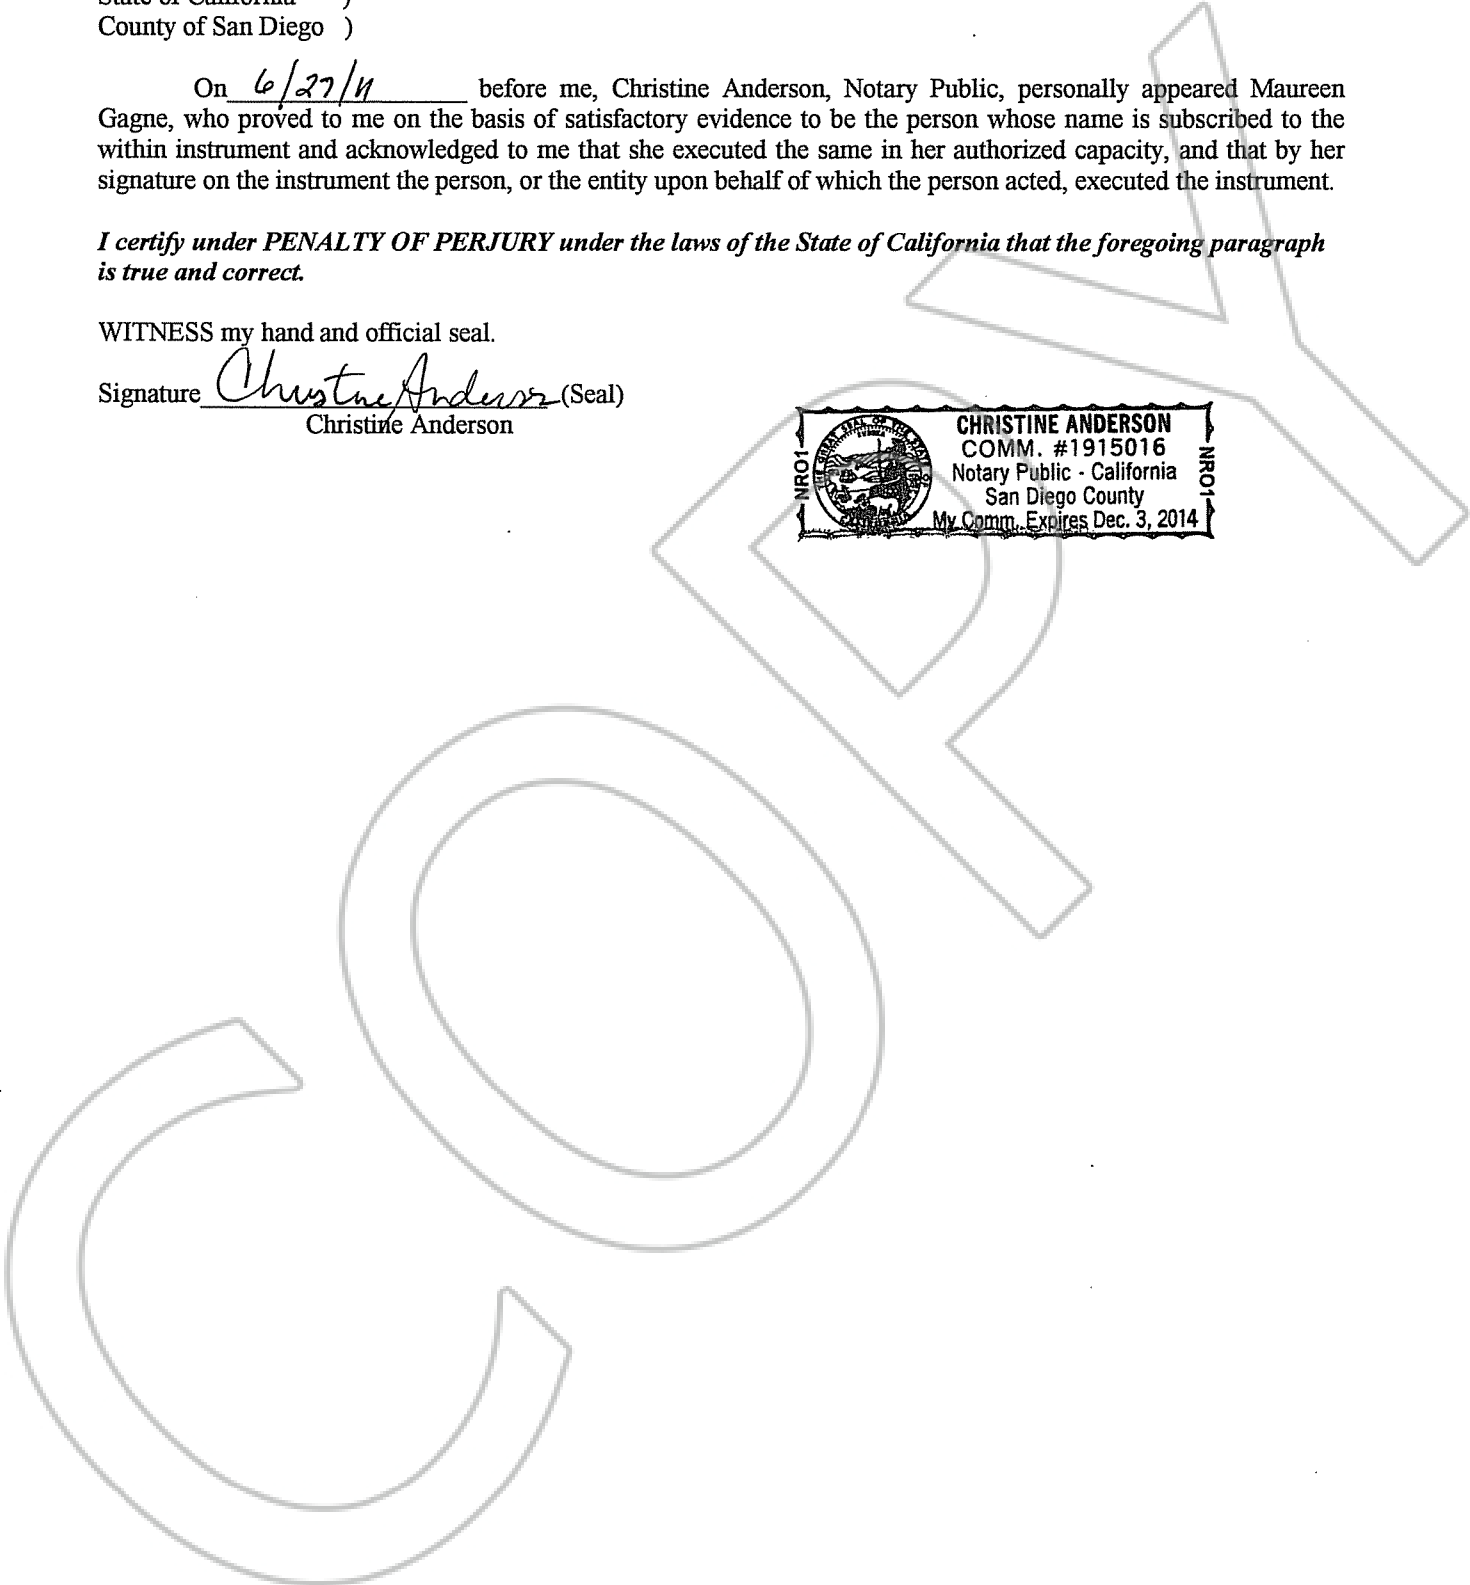 State of California )
County of San Diego )
On 6/27/11 before me, Christine Anderson, Notary Public, personally appeared Maureen
Gagne, who proved to me on the basis of satisfactory evidence to be the person whose name is subscribed to the
within instrument and acknowledged to me that she executed the same in her authorized capacity, and that by her
signature on the instrument the person, or the entity upon behalf of which the person acted, executed the instrument.
I certify under PENALTY OF PERJURY under the laws of the State of California that the foregoing paragraph
is true and correct.
WITNESS my hand and official seal.
Signature Christine Anderson (Seal)
Christine Anderson
CHRISTINE ANDERSON
COMM. #1915016
Notary Public - California
San Diego County
My Comm. Expires Dec. 3, 2014
NRO1
NRO1
COPY